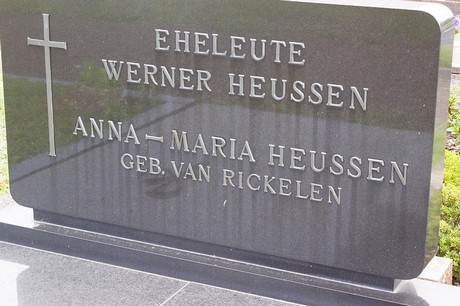 EHELEUTE
WERNER HEUSSEN
ANNA-MARIA HEUSSEN
GEB. VAN RICKELEN